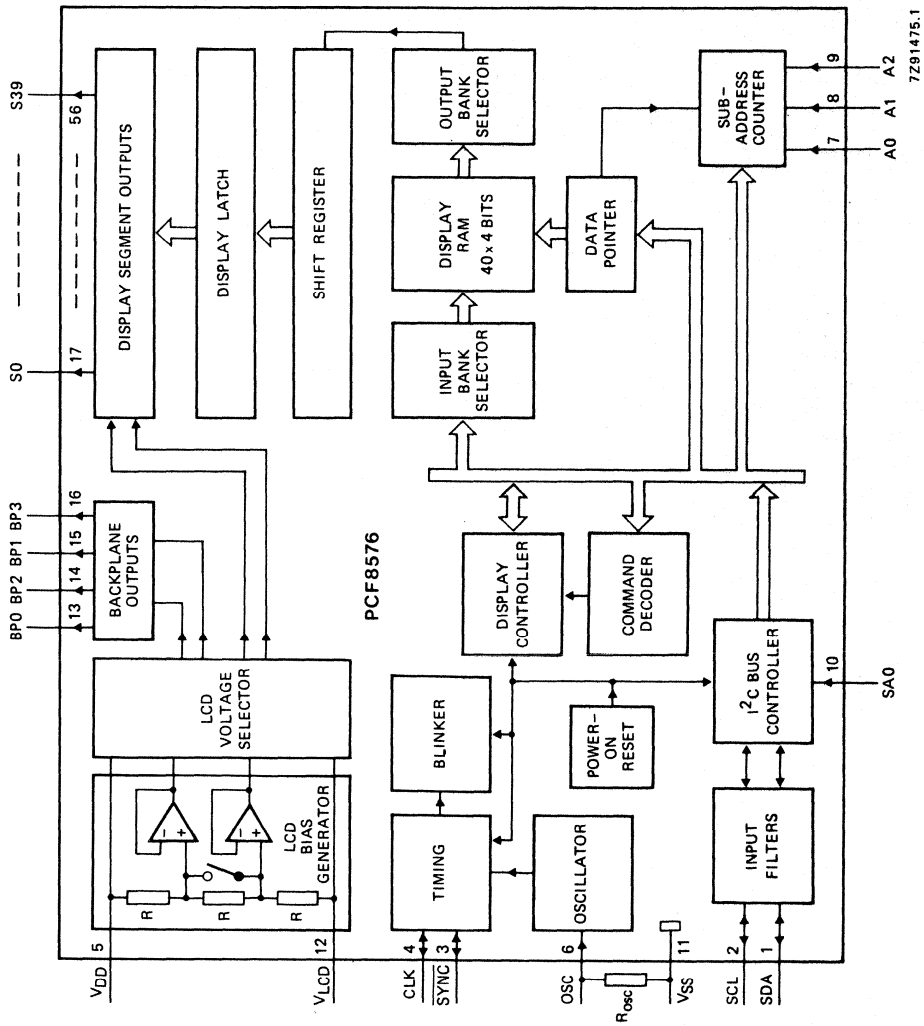 S39
56
S0
17
DISPLAY SEGMENT OUTPUTS
DISPLAY LATCH
SHIFT REGISTER
BP0 BP2 BP1 BP3
13 14 15 16
BACKPLANE
OUTPUTS
LCD
VOLTAGE
SELECTOR
LCD
BIAS
GENERATOR
R
R
R
-
+
-
+
VDD
5
VLCD
12
PCF8576
OUTPUT
BANK
SELECTOR
DISPLAY
RAM
40 x 4 BITS
INPUT
BANK
SELECTOR
DATA
POINTER
SUB-
ADDRESS
COUNTER
7 8 9
A0 A1 A2
DISPLAY
CONTROLLER
COMMAND
DECODER
BLINKER
TIMING
CLK
4
SYNC
3
OSCILLATOR
OSC
6
ROSC
VSS
11
POWER-
ON
RESET
I²C BUS
CONTROLLER
10
SA0
INPUT
FILTERS
SCL
2
SDA
1
7Z91475.1